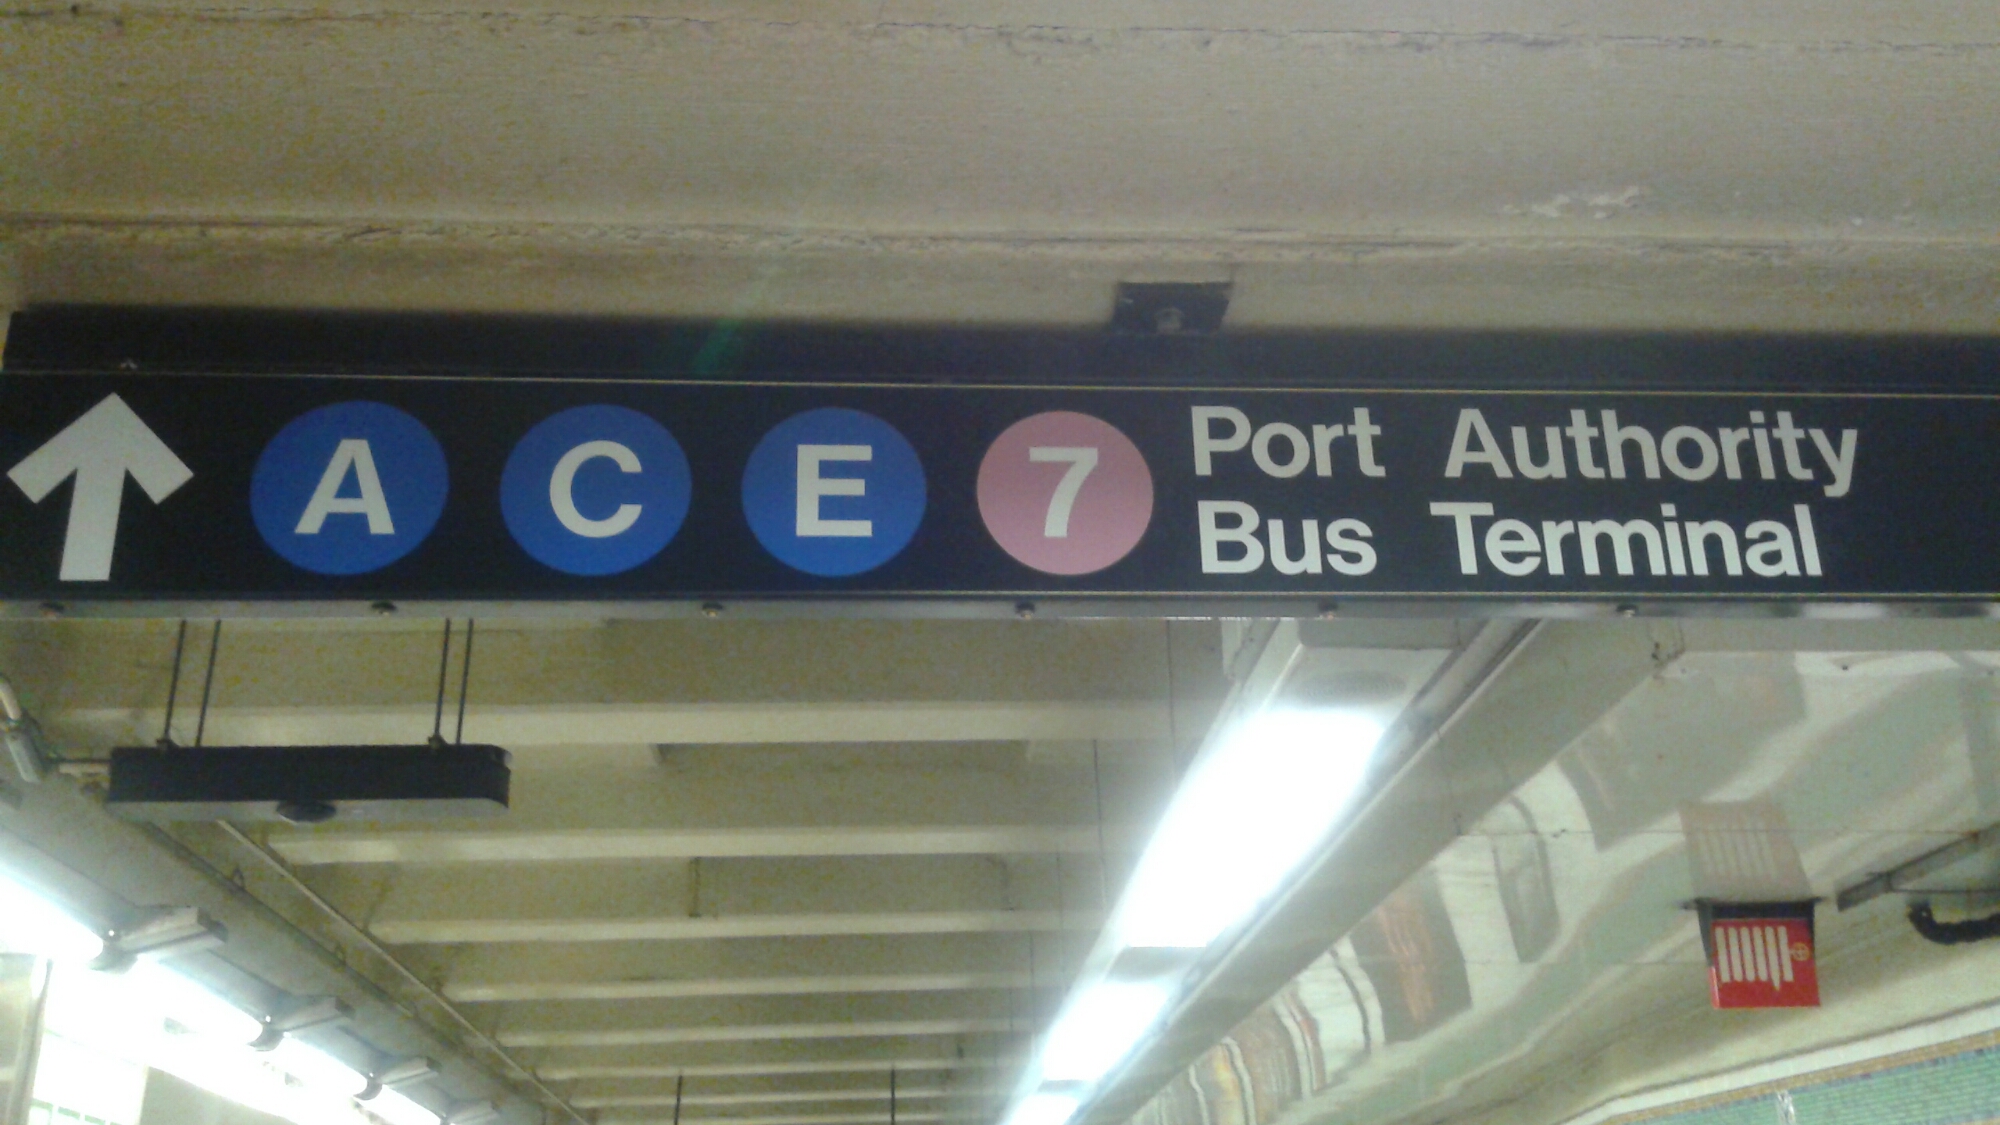 A C E 7 Port Authority
Bus Terminal